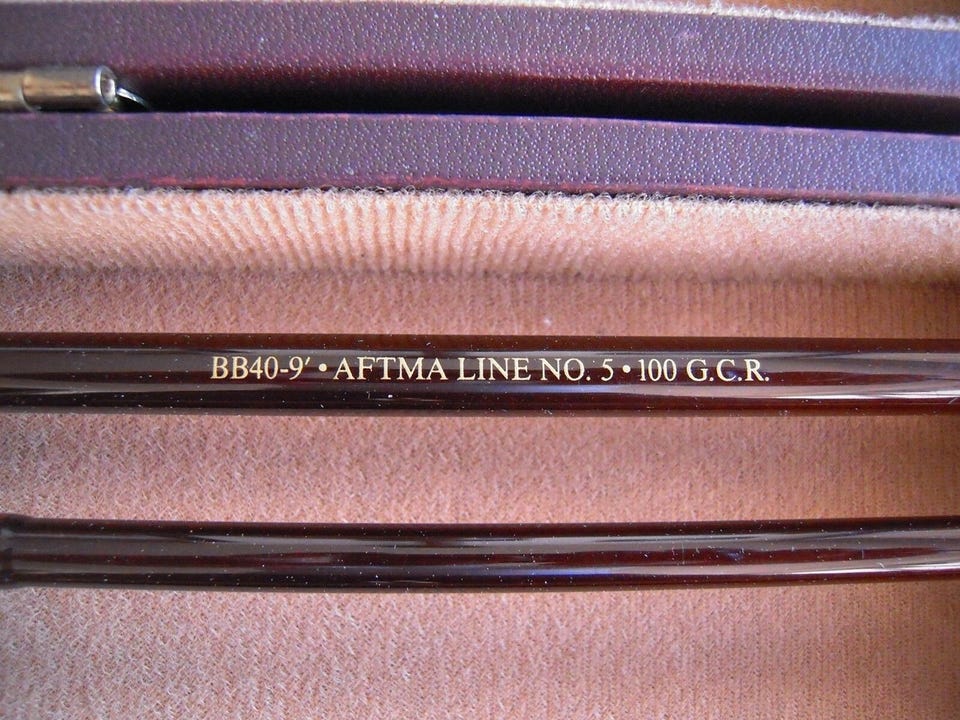 BB40-9′ • AFTMA LINE NO. 5 • 100 G.C.R.